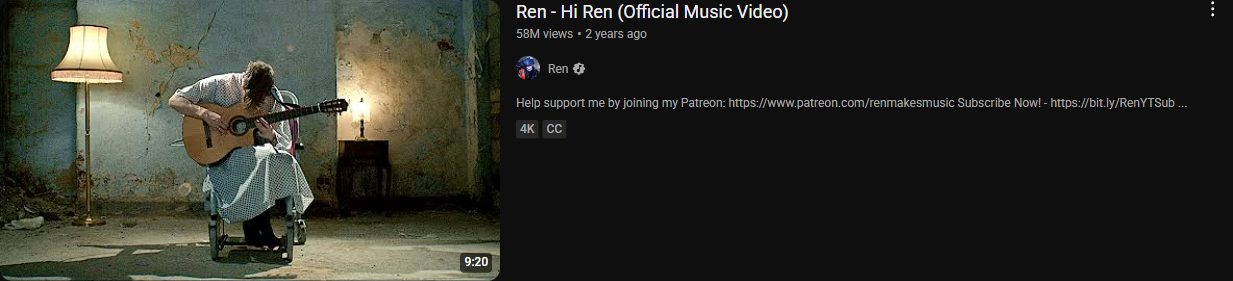 Ren - Hi Ren (Official Music Video)
58M views • 2 years ago
Ren
Help support me by joining my Patreon: https://www.patreon.com/renmakesmusic Subscribe Now! - https://bit.ly/RenYTSub ...
4K CC
9:20